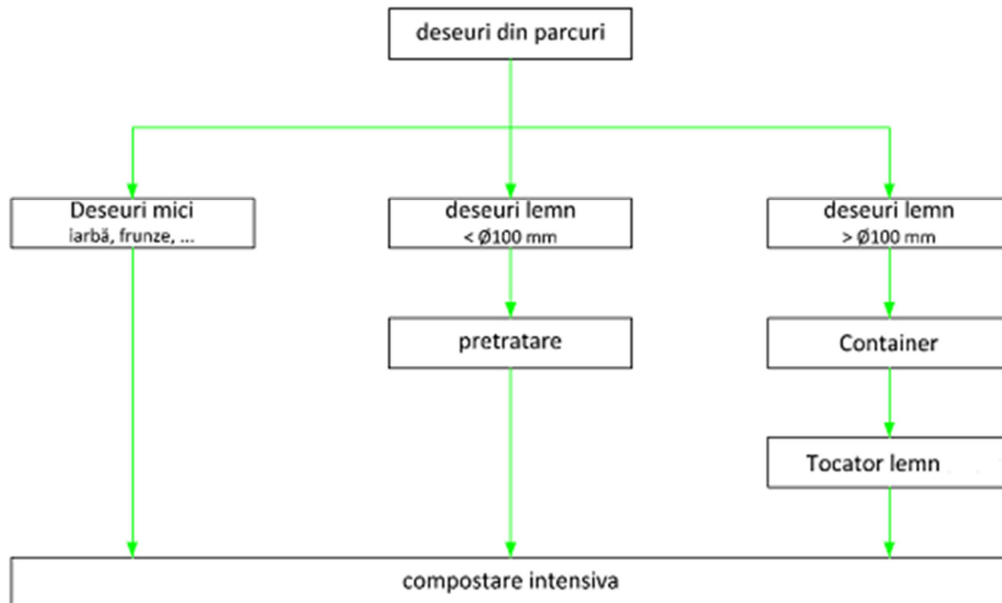 deseuri din parcuri
Deseuri mici
iarbă, frunze, ...
deseuri lemn
< Ø100 mm
deseuri lemn
> Ø100 mm
pretratare
Container
Tocator lemn
compostare intensiva